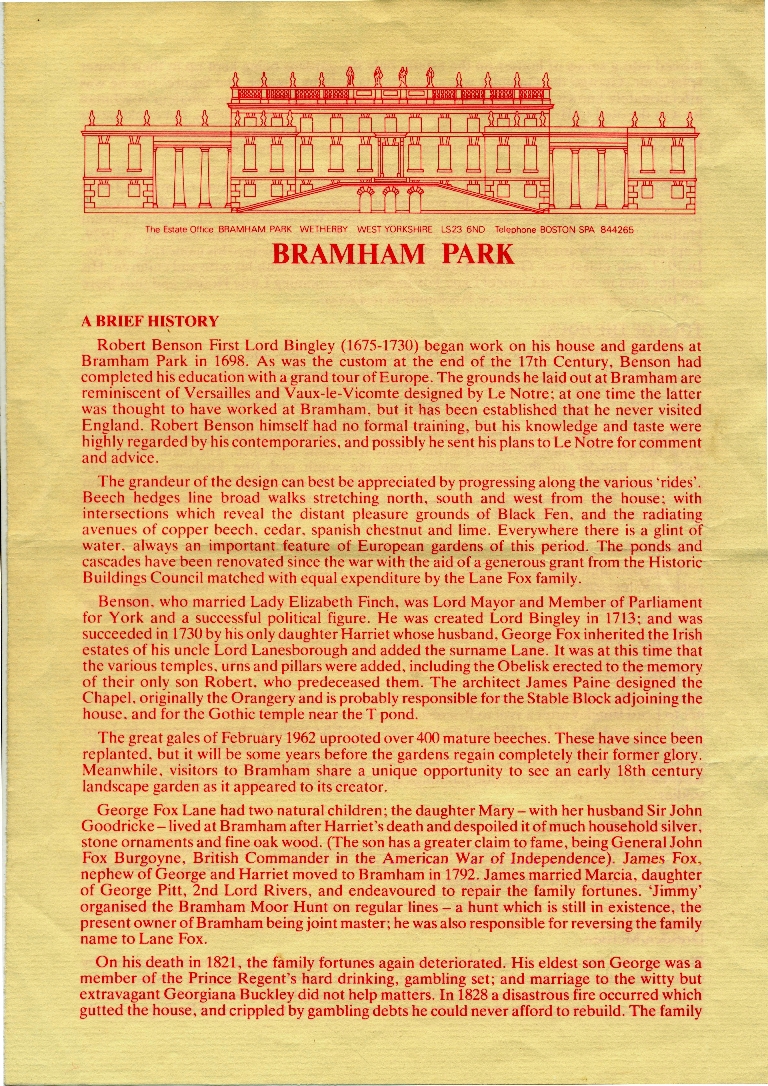 The Estate Office BRAMHAM PARK WETHERBY WEST YORKSHIRE LS23 6ND Telephone BOSTON SPA 844265
BRAMHAM PARK
A BRIEF HISTORY
Robert Benson First Lord Bingley (1675-1730) began work on his house and gardens at
Bramham Park in 1698. As was the custom at the end of the 17th Century, Benson had
completed his education with a grand tour of Europe. The grounds he laid out at Bramham are
reminiscent of Versailles and Vaux-le-Vicomte designed by Le Notre; at one time the latter
was thought to have worked at Bramham, but it has been established that he never visited
England. Robert Benson himself had no formal training, but his knowledge and taste were
highly regarded by his contemporaries, and possibly he sent his plans to Le Notre for comment
and advice.
The grandeur of the design can best be appreciated by progressing along the various ‘rides’.
Beech hedges line broad walks stretching north, south and west from the house; with
intersections which reveal the distant pleasure grounds of Black Fen, and the radiating
avenues of copper beech, cedar, spanish chestnut and lime. Everywhere there is a glint of
water, always an important feature of European gardens of this period. The ponds and
cascades have been renovated since the war with the aid of a generous grant from the Historic
Buildings Council matched with equal expenditure by the Lane Fox family.
Benson, who married Lady Elizabeth Finch, was Lord Mayor and Member of Parliament
for York and a successful political figure. He was created Lord Bingley in 1713; and was
succeeded in 1730 by his only daughter Harriet whose husband, George Fox inherited the Irish
estates of his uncle Lord Lanesborough and added the surname Lane. It was at this time that
the various temples, urns and pillars were added, including the Obelisk erected to the memory
of their only son Robert, who predeceased them. The architect James Paine designed the
Chapel, originally the Orangery and is probably responsible for the Stable Block adjoining the
house, and for the Gothic temple near the T pond.
The great gales of February 1962 uprooted over 400 mature beeches. These have since been
replanted, but it will be some years before the gardens regain completely their former glory.
Meanwhile, visitors to Bramham share a unique opportunity to see an early 18th century
landscape garden as it appeared to its creator.
George Fox Lane had two natural children; the daughter Mary – with her husband Sir John
Goodricke – lived at Bramham after Harriet's death and despoiled it of much household silver,
stone ornaments and fine oak wood. (The son has a greater claim to fame, being General John
Fox Burgoyne, British Commander in the American War of Independence). James Fox,
nephew of George and Harriet moved to Bramham in 1792. James married Marcia, daughter
of George Pitt, 2nd Lord Rivers, and endeavoured to repair the family fortunes. ‘Jimmy’
organised the Bramham Moor Hunt on regular lines – a hunt which is still in existence, the
present owner of Bramham being joint master; he was also responsible for reversing the family
name to Lane Fox.
On his death in 1821, the family fortunes again deteriorated. His eldest son George was a
member of the Prince Regent's hard drinking, gambling set; and marriage to the witty but
extravagant Georgiana Buckley did not help matters. In 1828 a disastrous fire occurred which
gutted the house, and crippled by gambling debts he could never afford to rebuild. The family